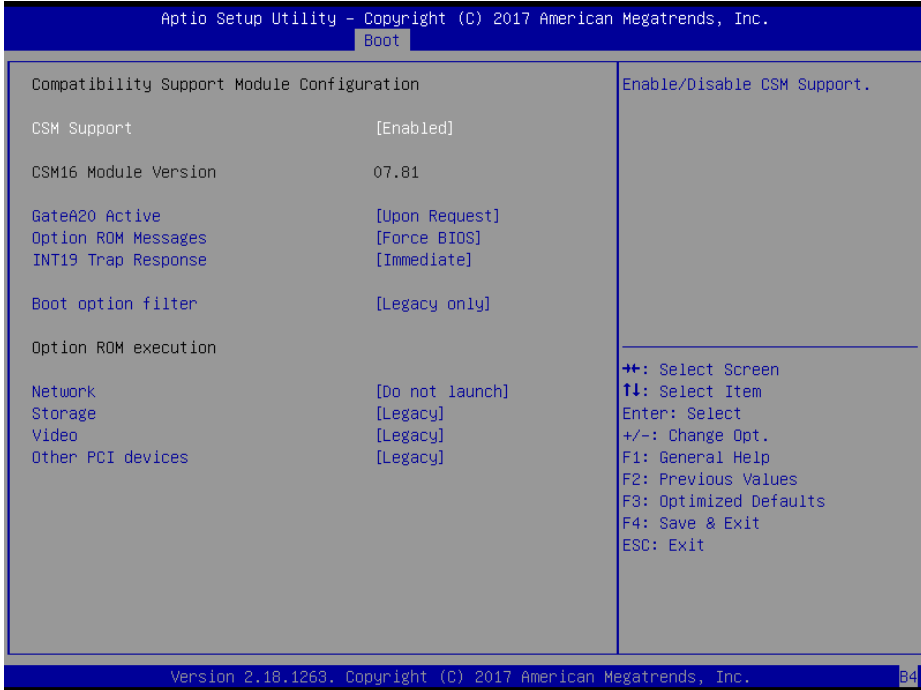 Aptio Setup Utility – Copyright (C) 2017 American Megatrends, Inc.
Boot
Compatibility Support Module Configuration
CSM Support [Enabled]
CSM16 Module Version 07.81
GateA20 Active [Upon Request]
Option ROM Messages [Force BIOS]
INT19 Trap Response [Immediate]
Boot option filter [Legacy only]
Option ROM execution
Network [Do not launch]
Storage [Legacy]
Video [Legacy]
Other PCI devices [Legacy]
Enable/Disable CSM Support.
→←: Select Screen
↑↓: Select Item
Enter: Select
+/-: Change Opt.
F1: General Help
F2: Previous Values
F3: Optimized Defaults
F4: Save & Exit
ESC: Exit
Version 2.18.1263. Copyright (C) 2017 American Megatrends, Inc.
B4